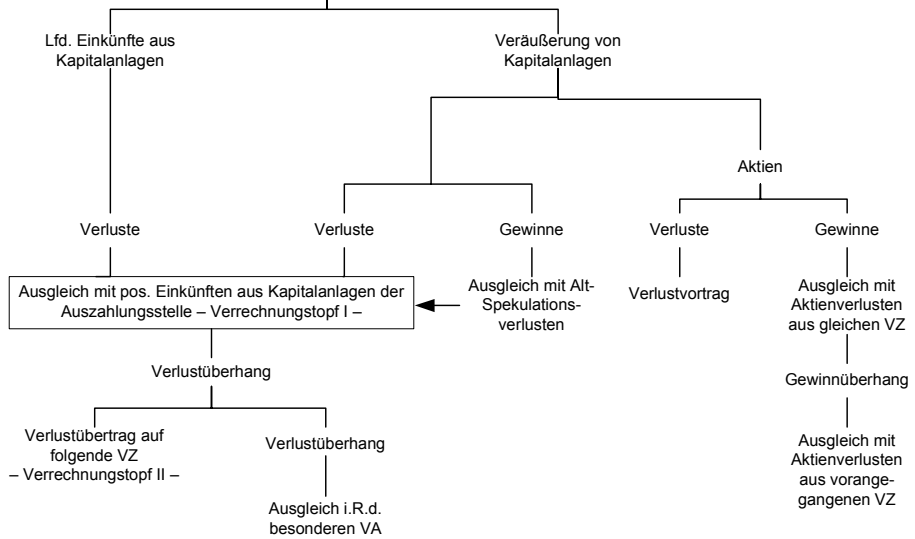 Lfd. Einkünfte aus
Kapitalanlagen
Veräußerung von
Kapitalanlagen
Aktien
Verluste
Verluste
Gewinne
Verluste
Gewinne
Ausgleich mit pos. Einkünften aus Kapitalanlagen der
Auszahlungsstelle – Verrechnungstopf I –
Ausgleich mit Alt-
Spekulations-
verlusten
Verlustvortrag
Ausgleich mit
Aktienverlusten
aus gleichen VZ
Verlustüberhang
Gewinnüberhang
Verlustübertrag auf
folgende VZ
– Verrechnungstopf II –
Verlustüberhang
Ausgleich mit
Aktienverlusten
aus vorange-
gangenen VZ
Ausgleich i.R.d.
besonderen VA